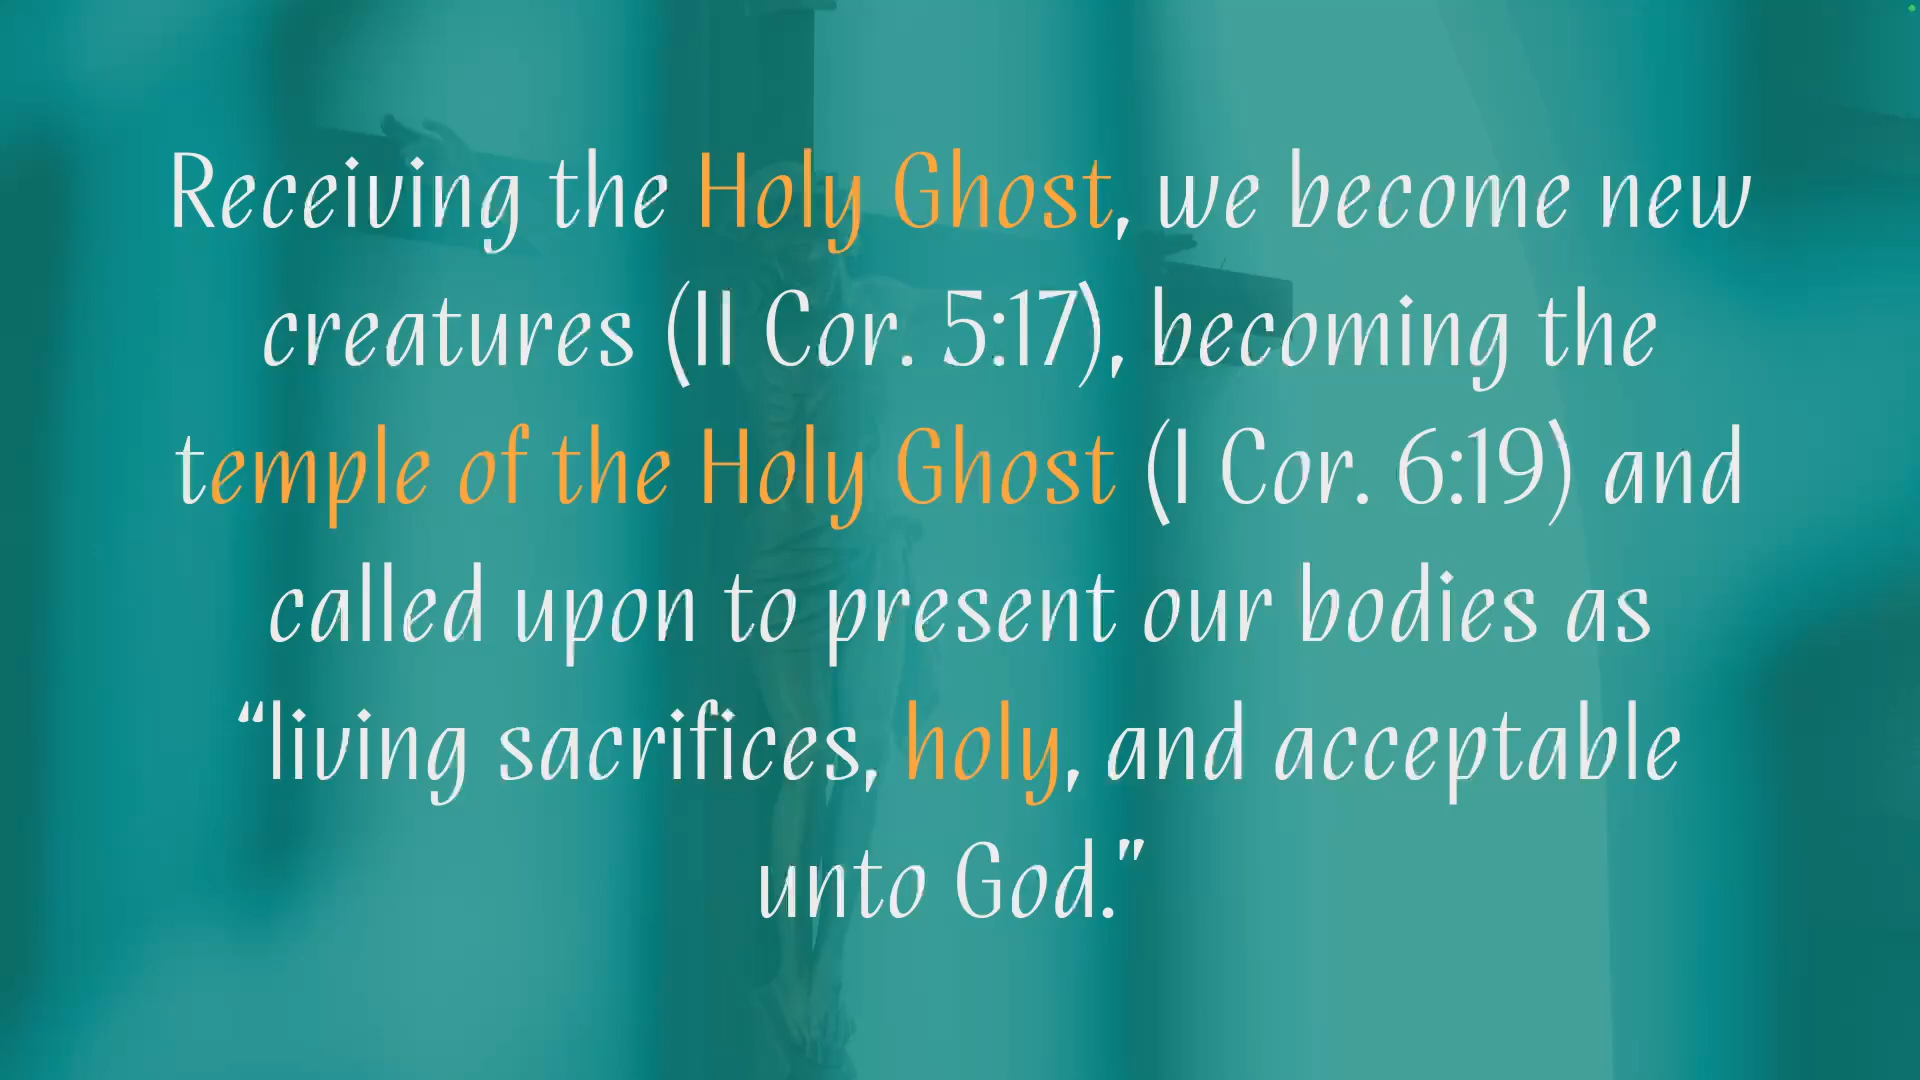 Receiving the Holy Ghost, we become new
creatures (II Cor. 5:17), becoming the
temple of the Holy Ghost (I Cor. 6:19) and
called upon to present our bodies as
“living sacrifices, holy, and acceptable
unto God.”